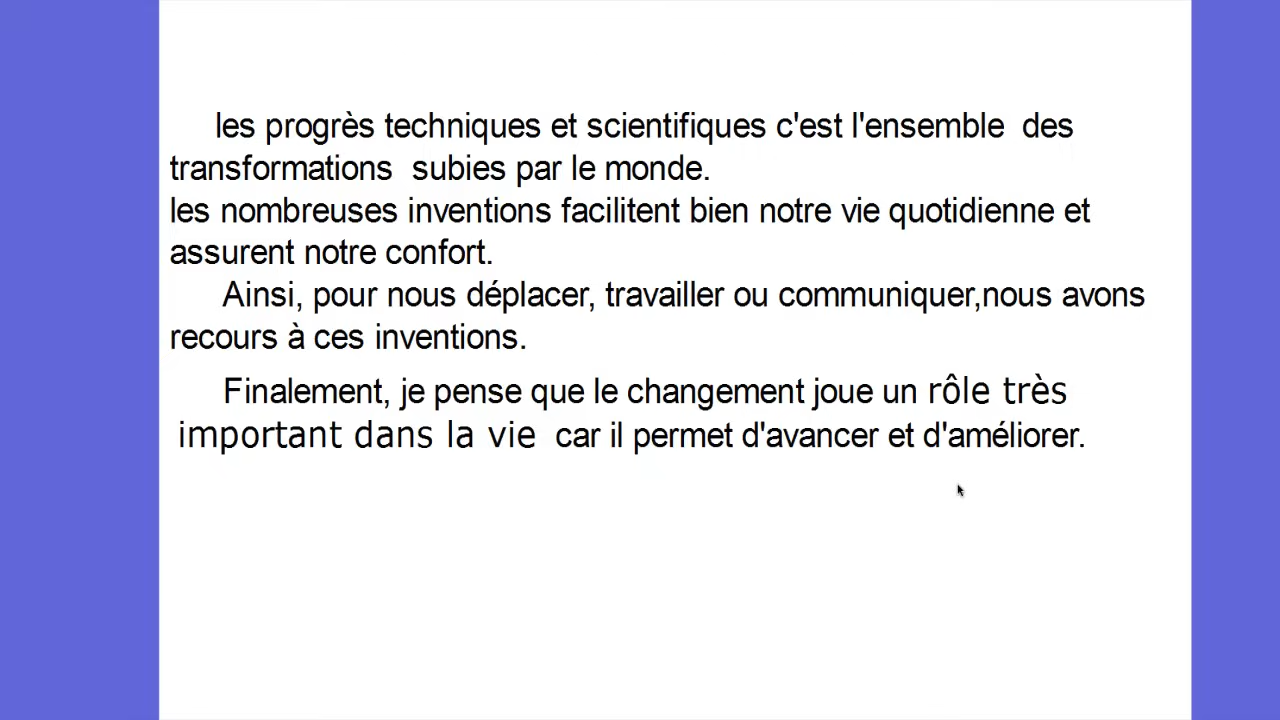 les progrès techniques et scientifiques c'est l'ensemble  des
transformations  subies par le monde.
les nombreuses inventions facilitent bien notre vie quotidienne et
assurent notre confort.
Ainsi, pour nous déplacer, travailler ou communiquer,nous avons
recours à ces inventions.
Finalement, je pense que le changement joue un rôle très
important dans la vie  car il permet d'avancer et d'améliorer.